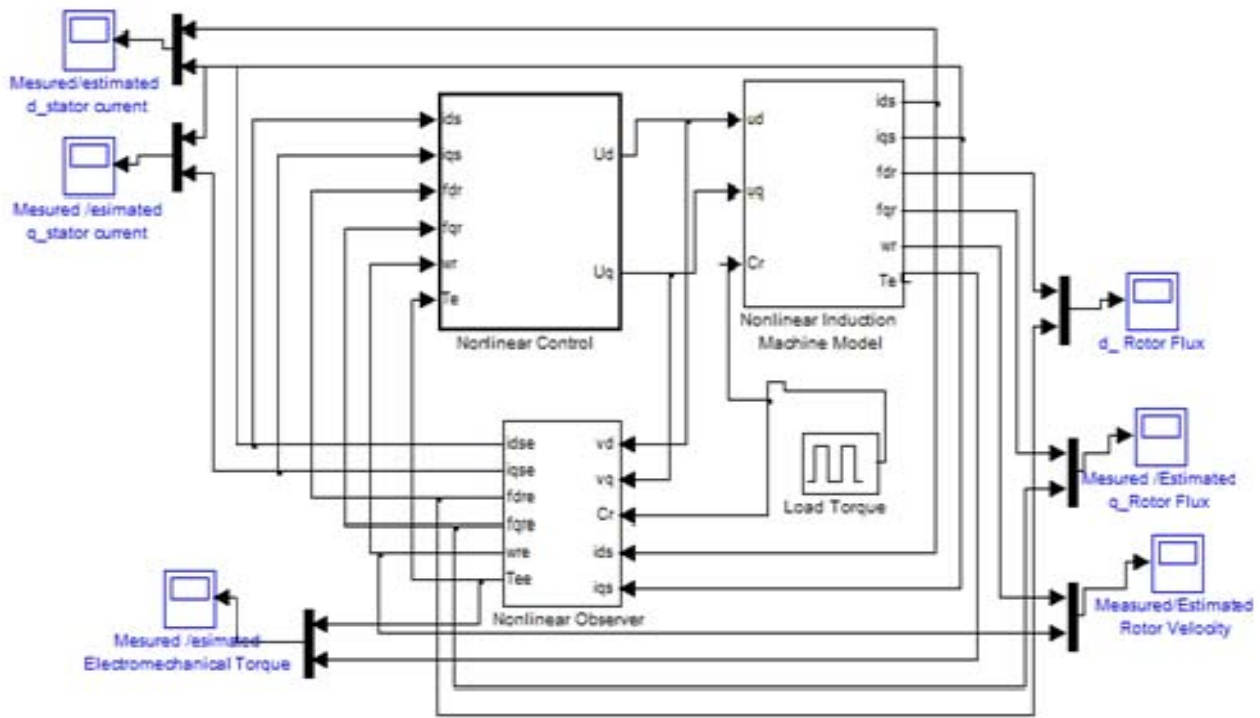 Mesured/estimated
d_stator current
Mesured /esimated
q_stator current
ids
iqs
fdr
fqr
wr
Te
Ud
Uq
Nonlinear Control
ud
uq
Cr
ids
iqs
fdr
fqr
wr
Te
Nonlinear Induction
Machine Model
d_ Rotor Flux
idse
iqse
fdre
fqre
wre
Tee
vd
vq
Cr
ids
iqs
Nonlinear Observer
Load Torque
Mesured /Estimated
q_Rotor Flux
Measured/Estimated
Rotor Velocity
Mesured /esimated
Electromechanical Torque